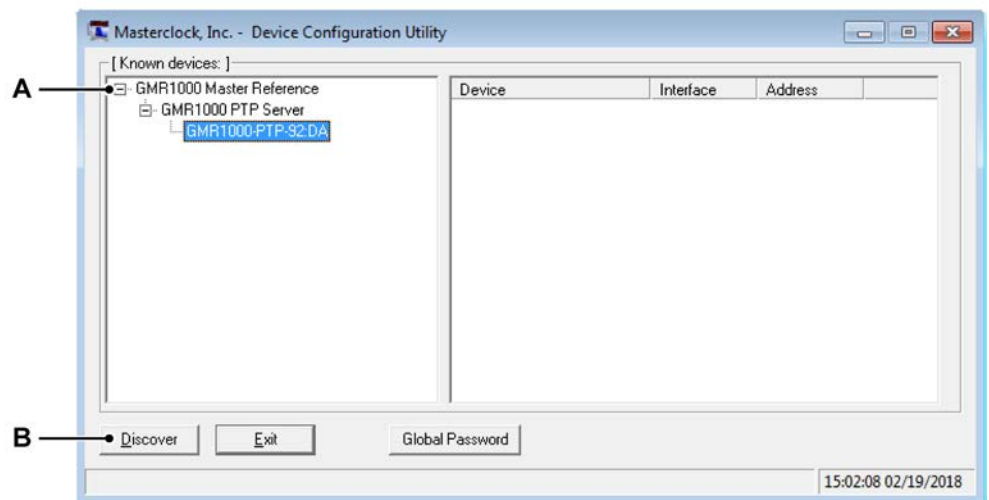 Masterclock, Inc. - Device Configuration Utility
[ Known devices: ]
A
GMR1000 Master Reference
GMR1000 PTP Server
GMR1000-PTP-92:DA
Device Interface Address
B
Discover Exit Global Password
15:02:08 02/19/2018